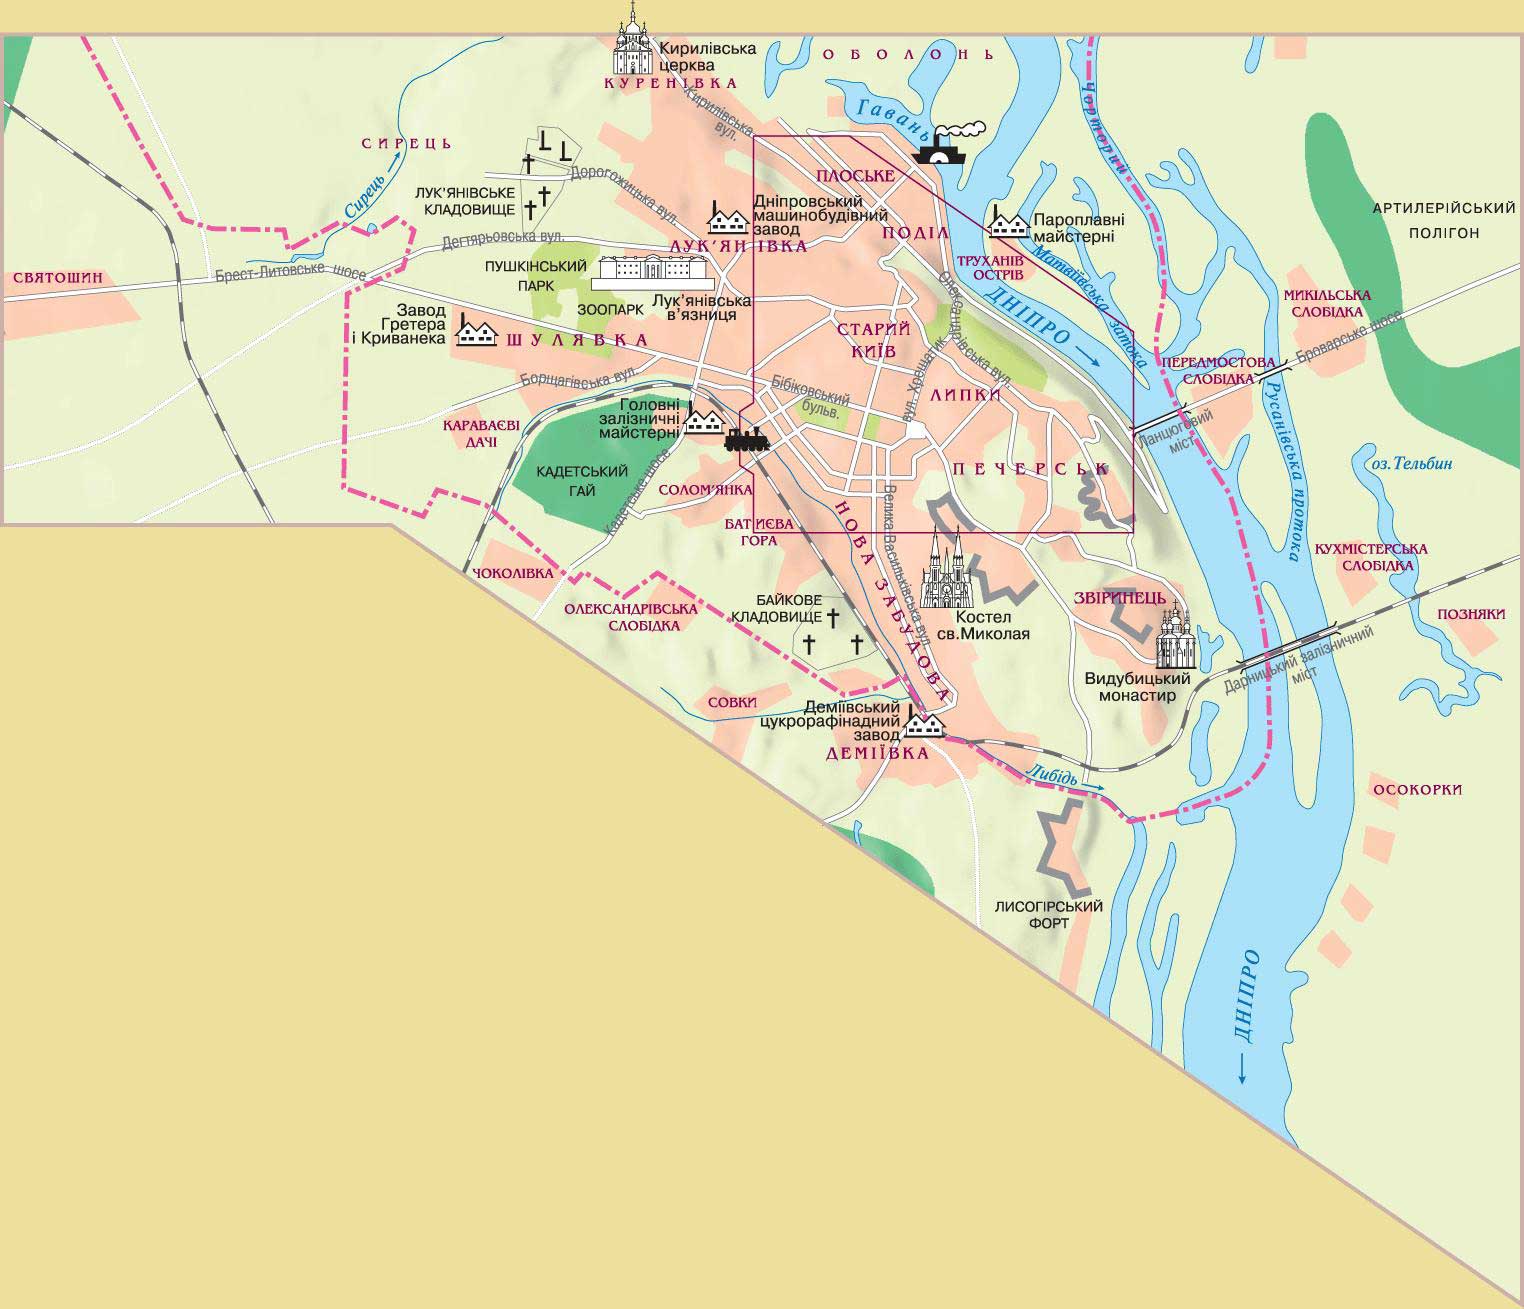 Кирилівська
церква
КУРЕНІВКА
ОБОЛОНЬ
Кирилівська
вул.
Гавань
Чорторий
СИРЕЦЬ
Сирець
ЛУК’ЯНІВСЬКЕ
КЛАДОВИЩЕ
Дорогожицька вул.
ПЛОСЬКЕ
Дніпровський
машинобудівний
завод
ПОДІЛ
ЛУК’ЯНІВКА
Пароплавні
майстерні
АРТИЛЕРІЙСЬКИЙ
ПОЛІГОН
Дегтярьовська вул.
Брест-Литовське шосе
СВЯТОШИН
ПУШКІНСЬКИЙ
ПАРК
ЗООПАРК
Лук’янівська
в’язниця
ТРУХАНІВ
ОСТРІВ
Матвіївська затока
ДНІПРО
Олександрівська вул.
МИКІЛЬСЬКА
СЛОБІДКА
Броварське шосе
Завод
Гретера
і Криванека
ШУЛЯВКА
СТАРИЙ
КИЇВ
вул. Хрещатик
ПЕРЕДМОСТОВА
СЛОБІДКА
Борщагівська вул.
Бібіковський
бульв.
ЛИПКИ
Русанівська протока
Ланцюговий
міст
Головні
залізничні
майстерні
КАРАВАЄВІ
ДАЧІ
КАДЕТСЬКИЙ
ГАЙ
Кадетське шосе
СОЛОМ’ЯНКА
ПЕЧЕРСЬК
оз.Тельбин
БАТИЄВА
ГОРА
НОВА ЗАБУДОВА
Велика Васильківська вул.
ЧОКОЛІВКА
ОЛЕКСАНДРІВСЬКА
СЛОБІДКА
БАЙКОВЕ
КЛАДОВИЩЕ
Костел
св.Миколая
ЗВІРИНЕЦЬ
КУХМІСТЕРСЬКА
СЛОБІДКА
ПОЗНЯКИ
Видубицький
монастир
Дарницький залізничний
міст
СОВКИ
Деміївський
цукрорафінадний
завод
ДЕМІЇВКА
Либідь
ОСОКОРКИ
ЛИСОГІРСЬКИЙ
ФОРТ
ДНІПРО